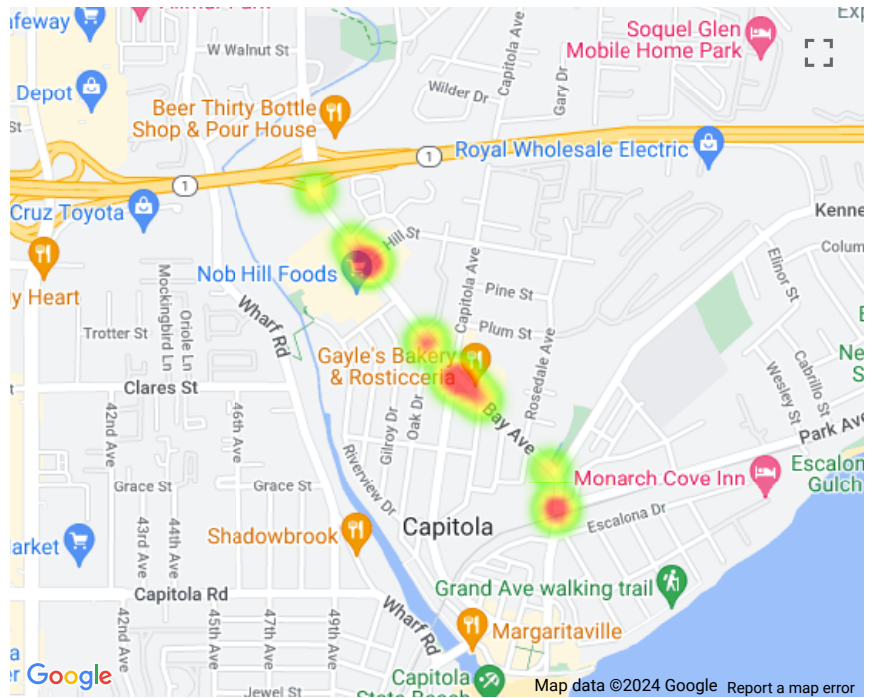 afeway
W Walnut St
Capitola Ave
Soquel Glen
Mobile Home Park
Exp
Depot
Wilder Dr
Gary Dr
St
Beer Thirty Bottle
Shop & Pour House
1
Royal Wholesale Electric
1
Cruz Toyota
Kenne
Hill St
Colum
Nob Hill Foods
Elinor St
y Heart
Mockingbird Ln
Oriole Ln
Wharf Rd
Capitola Ave
Pine St
Trotter St
Plum St
Rosedale Ave
Gayle's Bakery
& Rosticceria
Ne
S
Clares St
Wesley St
Cabrillo St
42nd Ave
46th Ave
Gilroy Dr
Oak Dr
Bay Ave
Park Ave
Riverview Dr
Monarch Cove Inn
Escalon
Gulch
Grace St
Grace St
43rd Ave
44th Ave
Shadowbrook
Capitola
Escalona Dr
arket
Grand Ave walking trail
Capitola Rd
Wharf Rd
42nd Ave
45th Ave
47th Ave
49th Ave
Margaritaville
a
er
Google
Capitola
State Beach
Jewel St
Map data ©2024 Google
Report a map error